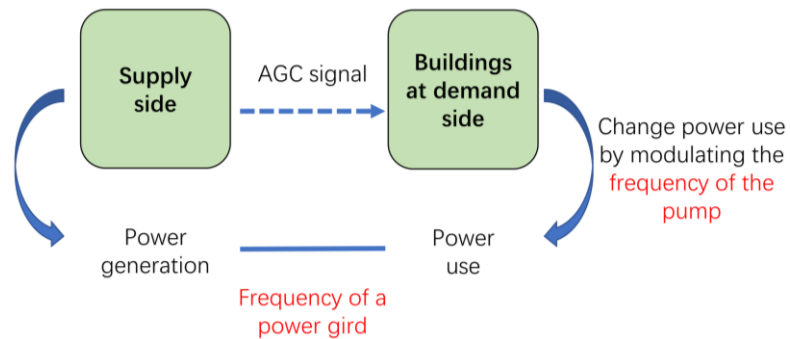 Supply
side
AGC signal
Buildings
at demand
side
Change power use
by modulating the
frequency of the
pump
Power
generation
Power
use
Frequency of a
power gird